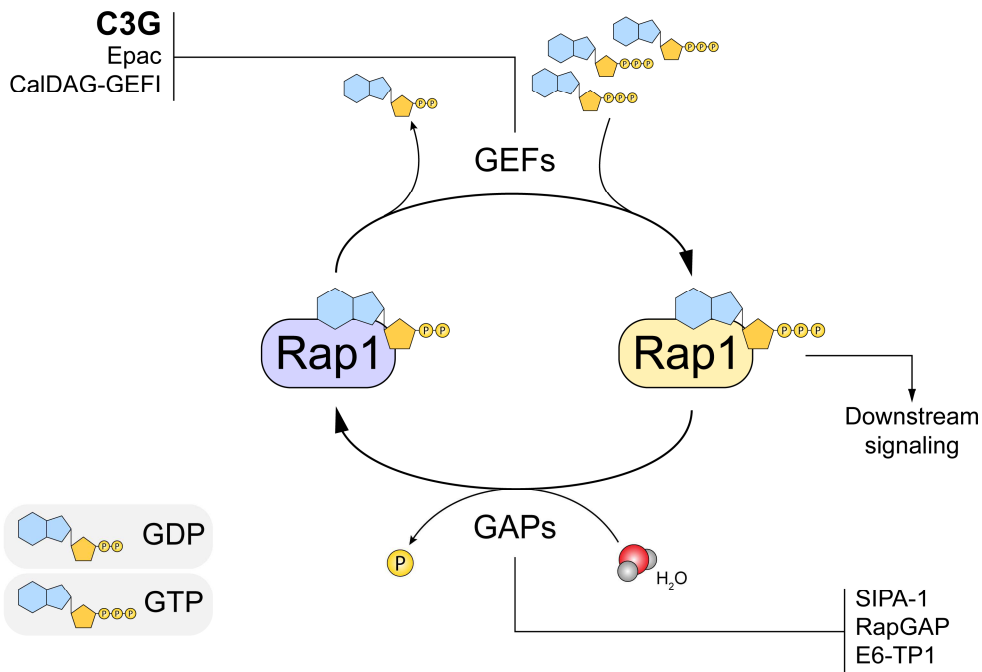 C3G
Epac
CalDAG-GEFI
P P
P P P
P P P
P P P
GEFs
Rap1
P P
Rap1
P P P
Downstream
signaling
GAPs
P
H₂O
GDP
P P
GTP
P P P
SIPA-1
RapGAP
E6-TP1